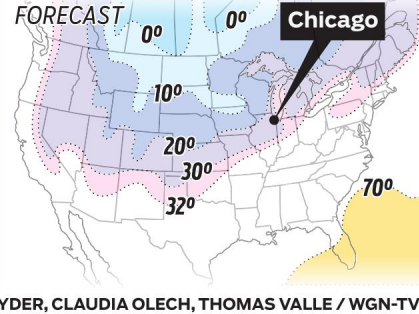 FORECAST
0º
0º
Chicago
10º
20º
30º
32º
70º
YDER, CLAUDIA OLECH, THOMAS VALLE / WGN-TV